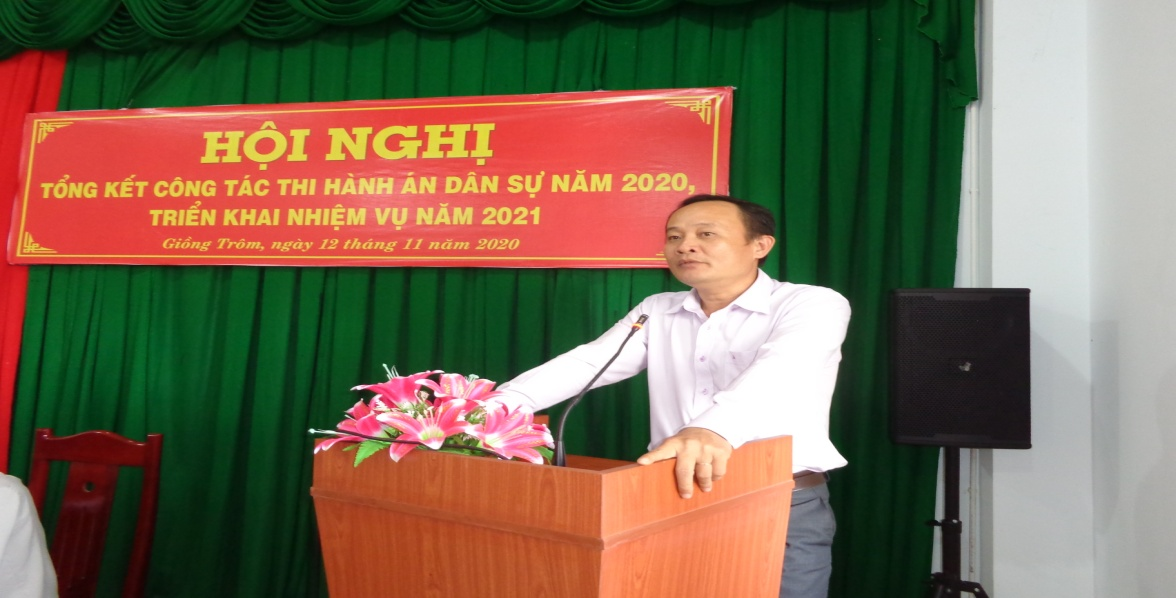 HỘI NGHỊ
TỔNG KẾT CÔNG TÁC THI HÀNH ÁN DÂN SỰ NĂM 2020,
TRIỂN KHAI NHIỆM VỤ NĂM 2021
Giồng Trôm, ngày 12 tháng 11 năm 2020